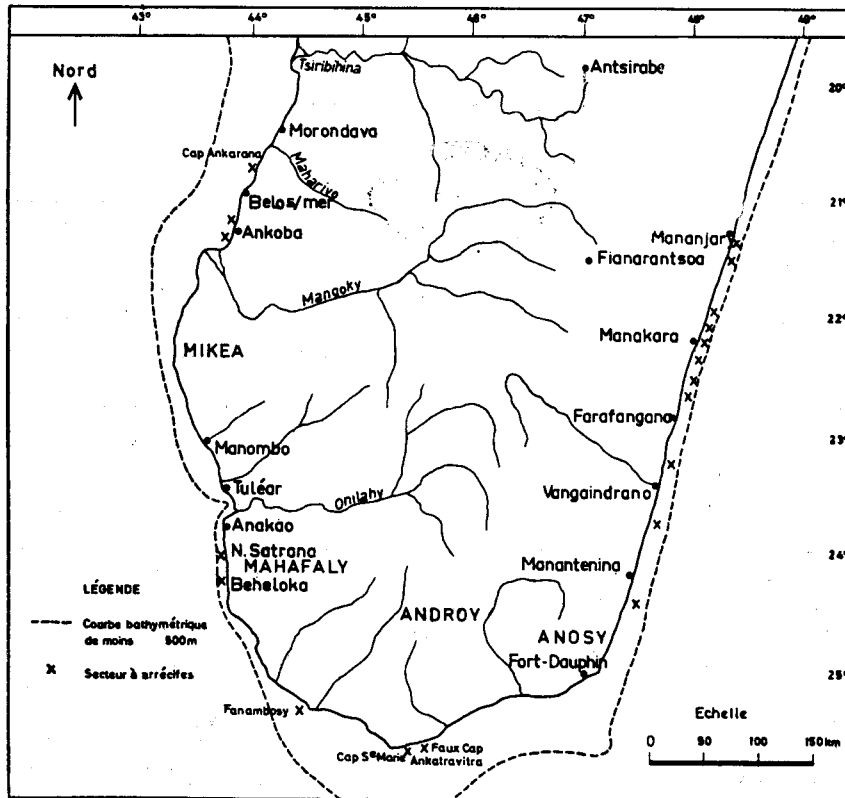 43° 44° 45° 46° 47° 48° 49°
Nord
Tsiribihina
Antsirabe
20°
Morondava
Cap Ankarana
Maharivo
Belos/mer
21°
Ankoba
Mananjar
Fianarantsoa
Mangoky
22°
Manakara
MIKEA
Farafangana
23°
Manombo
Tuléar
Onilahy
Vangaindrano
Anakao
N. Satrana
24°
MAHAFALY
Manantenina
Beheloka
LÉGENDE
Courbe bathymétrique
de moins 500m
Secteur à arrécifes
ANDROY
ANOSY
Fort-Dauphin
25°
Fanambosy
Echelle
0 50 100 150 km
Faux Cap
Cap Ste Marie
Ankatravitra